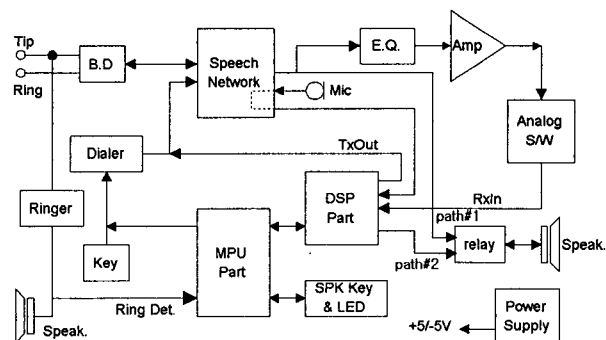 Tip
Ring
B.D
Speech
Network
E.Q.
Amp
Mic
Analog
S/W
TxOut
Dialer
DSP
Part
RxIn
path#1
Ringer
Key
MPU
Part
path#2
relay
Speak.
SPK Key
& LED
Ring Det.
Speak.
+5/-5V
Power
Supply